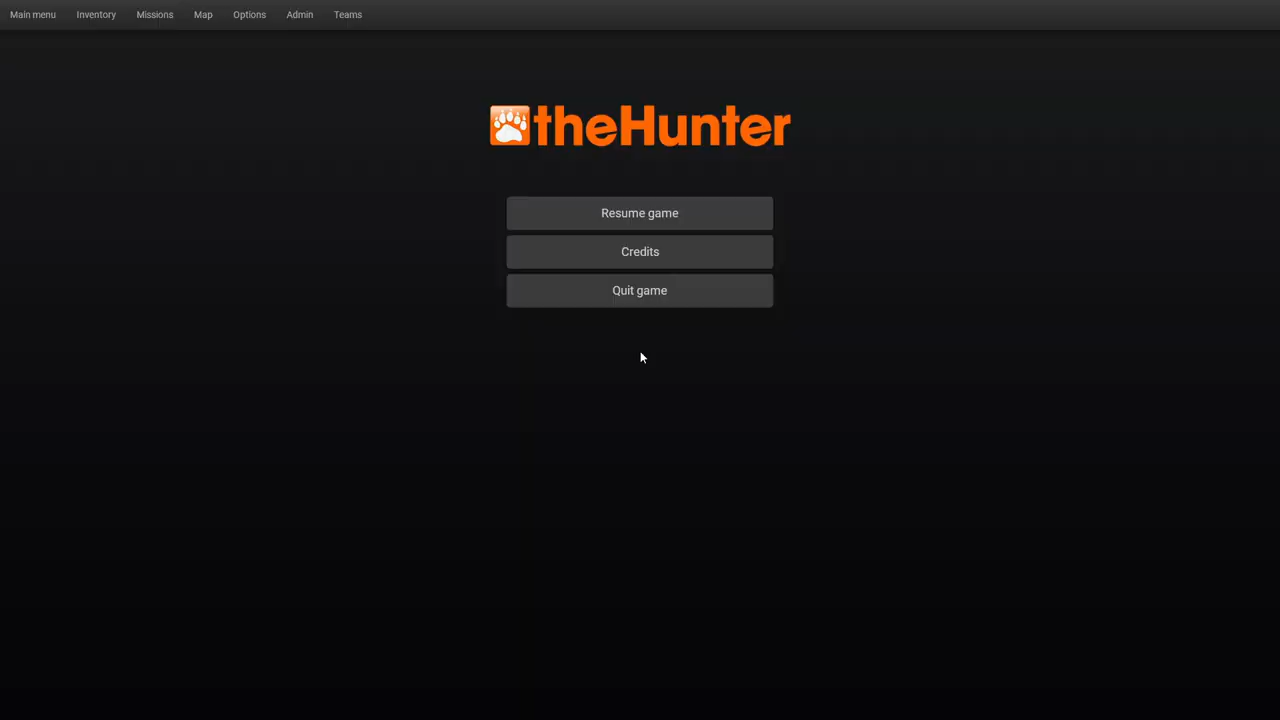 Main menu Inventory Missions Map Options Admin Teams
theHunter
Resume game
Credits
Quit game